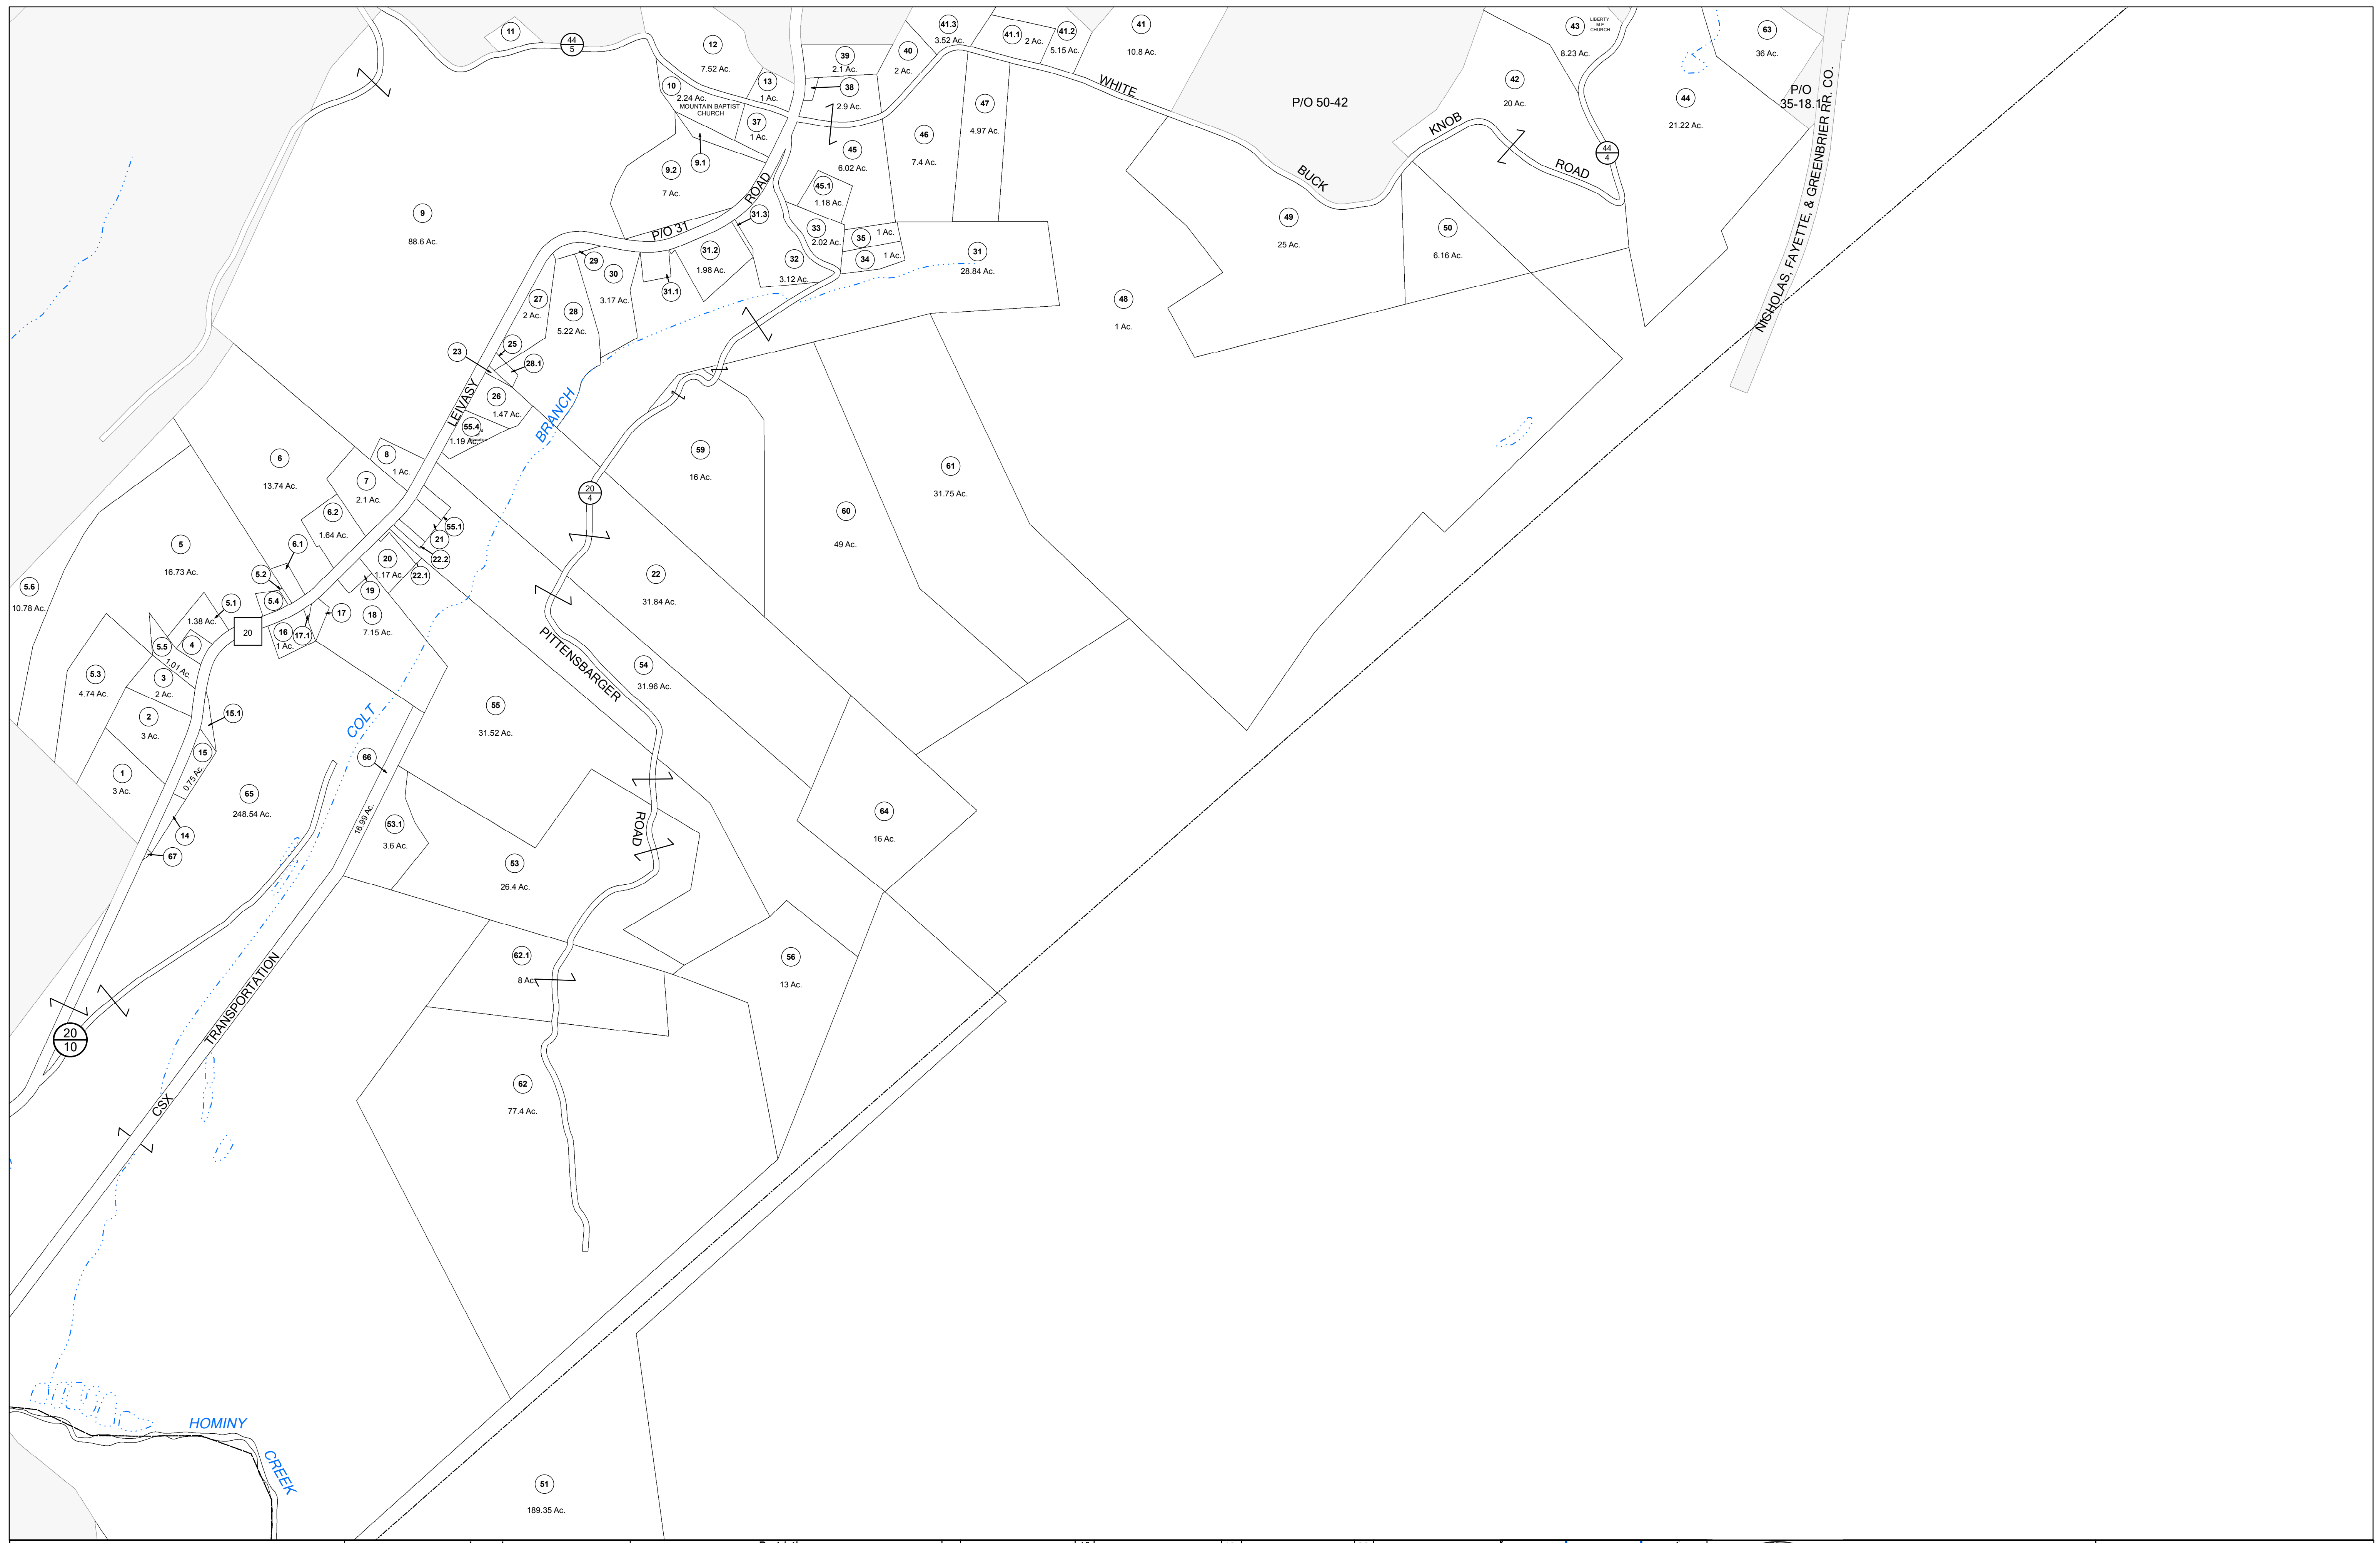 11
44
5
12
7.52 Ac.
39
2.1 Ac.
40
2 Ac.
41.3
3.52 Ac.
41.1
2 Ac.
41.2
5.15 Ac.
41
10.8 Ac.
43
LIBERTY
M.E
CHURCH
8.23 Ac.
63
36 Ac.
10
2.24 Ac.
MOUNTAIN BAPTIST
CHURCH
13
1 Ac.
38
2.9 Ac.
37
1 Ac.
47
4.97 Ac.
WHITE
P/O 50-42
42
20 Ac.
44
21.22 Ac.
P/O
35-18.1
NICHOLAS, FAYETTE, & GREENBRIER RR. CO.
9.1
9.2
7 Ac.
45
6.02 Ac.
46
7.4 Ac.
KNOB
ROAD
44
4
BUCK
ROAD
45.1
1.18 Ac.
9
88.6 Ac.
31.3
P/O 31
33
2.02 Ac.
35
1 Ac.
34
1 Ac.
31
28.84 Ac.
49
25 Ac.
50
6.16 Ac.
29
30
3.17 Ac.
31.2
1.98 Ac.
31.1
32
3.12 Ac.
27
2 Ac.
28
5.22 Ac.
48
1 Ac.
23
25
28.1
LEIVASY
26
1.47 Ac.
55.4
1.19 Ac.
BRANCH
6
13.74 Ac.
8
1 Ac.
7
2.1 Ac.
6.2
1.64 Ac.
59
16 Ac.
61
31.75 Ac.
20
4
60
49 Ac.
55.1
21
22.2
22.1
20
1.17 Ac.
19
5
16.73 Ac.
6.1
5.2
5.4
5.6
10.78 Ac.
5.1
1.38 Ac.
17
18
7.15 Ac.
22
31.84 Ac.
20
16
1 Ac.
17.1
4
5.5
1.01 Ac.
3
2 Ac.
5.3
4.74 Ac.
PITTENSBARGER
54
31.96 Ac.
2
3 Ac.
15.1
COLT
55
31.52 Ac.
15
0.75 Ac.
1
3 Ac.
66
16.99 Ac.
65
248.54 Ac.
53.1
3.6 Ac.
ROAD
64
16 Ac.
14
67
53
26.4 Ac.
62.1
8 Ac.
56
13 Ac.
20
10
TRANSPORTATION
CSX
62
77.4 Ac.
HOMINY
CREEK
51
189.35 Ac.